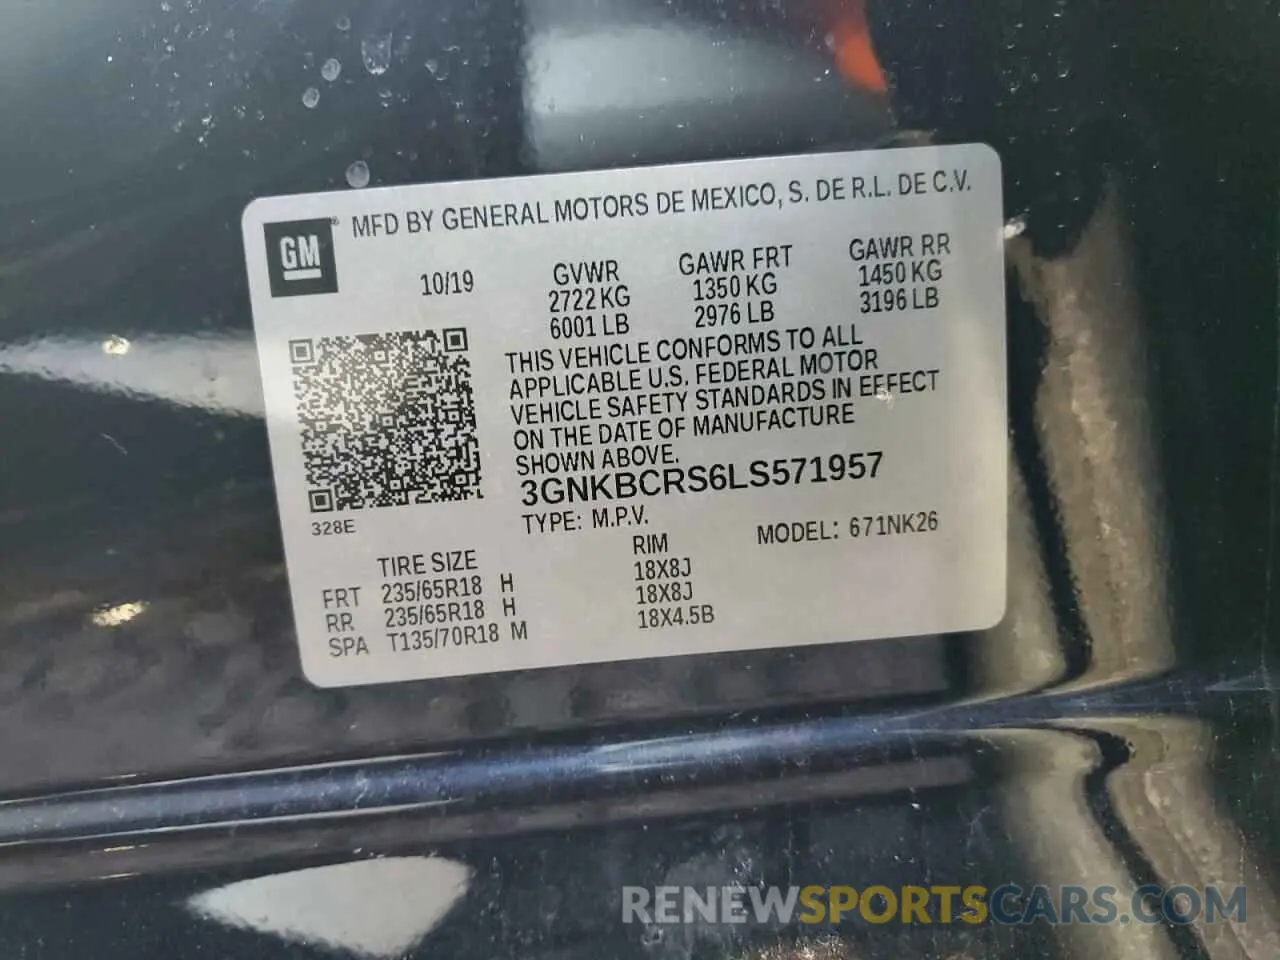 GM® MFD BY GENERAL MOTORS DE MEXICO, S. DE R.L. DE C.V.
10/19 GVWR GAWR FRT GAWR RR
2722 KG 1350 KG 1450 KG
6001 LB 2976 LB 3196 LB
THIS VEHICLE CONFORMS TO ALL
APPLICABLE U.S. FEDERAL MOTOR
VEHICLE SAFETY STANDARDS IN EFFECT
ON THE DATE OF MANUFACTURE
SHOWN ABOVE.
3GNKBCRS6LS571957
328E
TYPE: M.P.V. MODEL: 671NK26
TIRE SIZE RIM
FRT 235/65R18 H 18X8J
RR 235/65R18 H 18X8J
SPA T135/70R18 M 18X4.5B
RENEWSPORTSCARS.COM